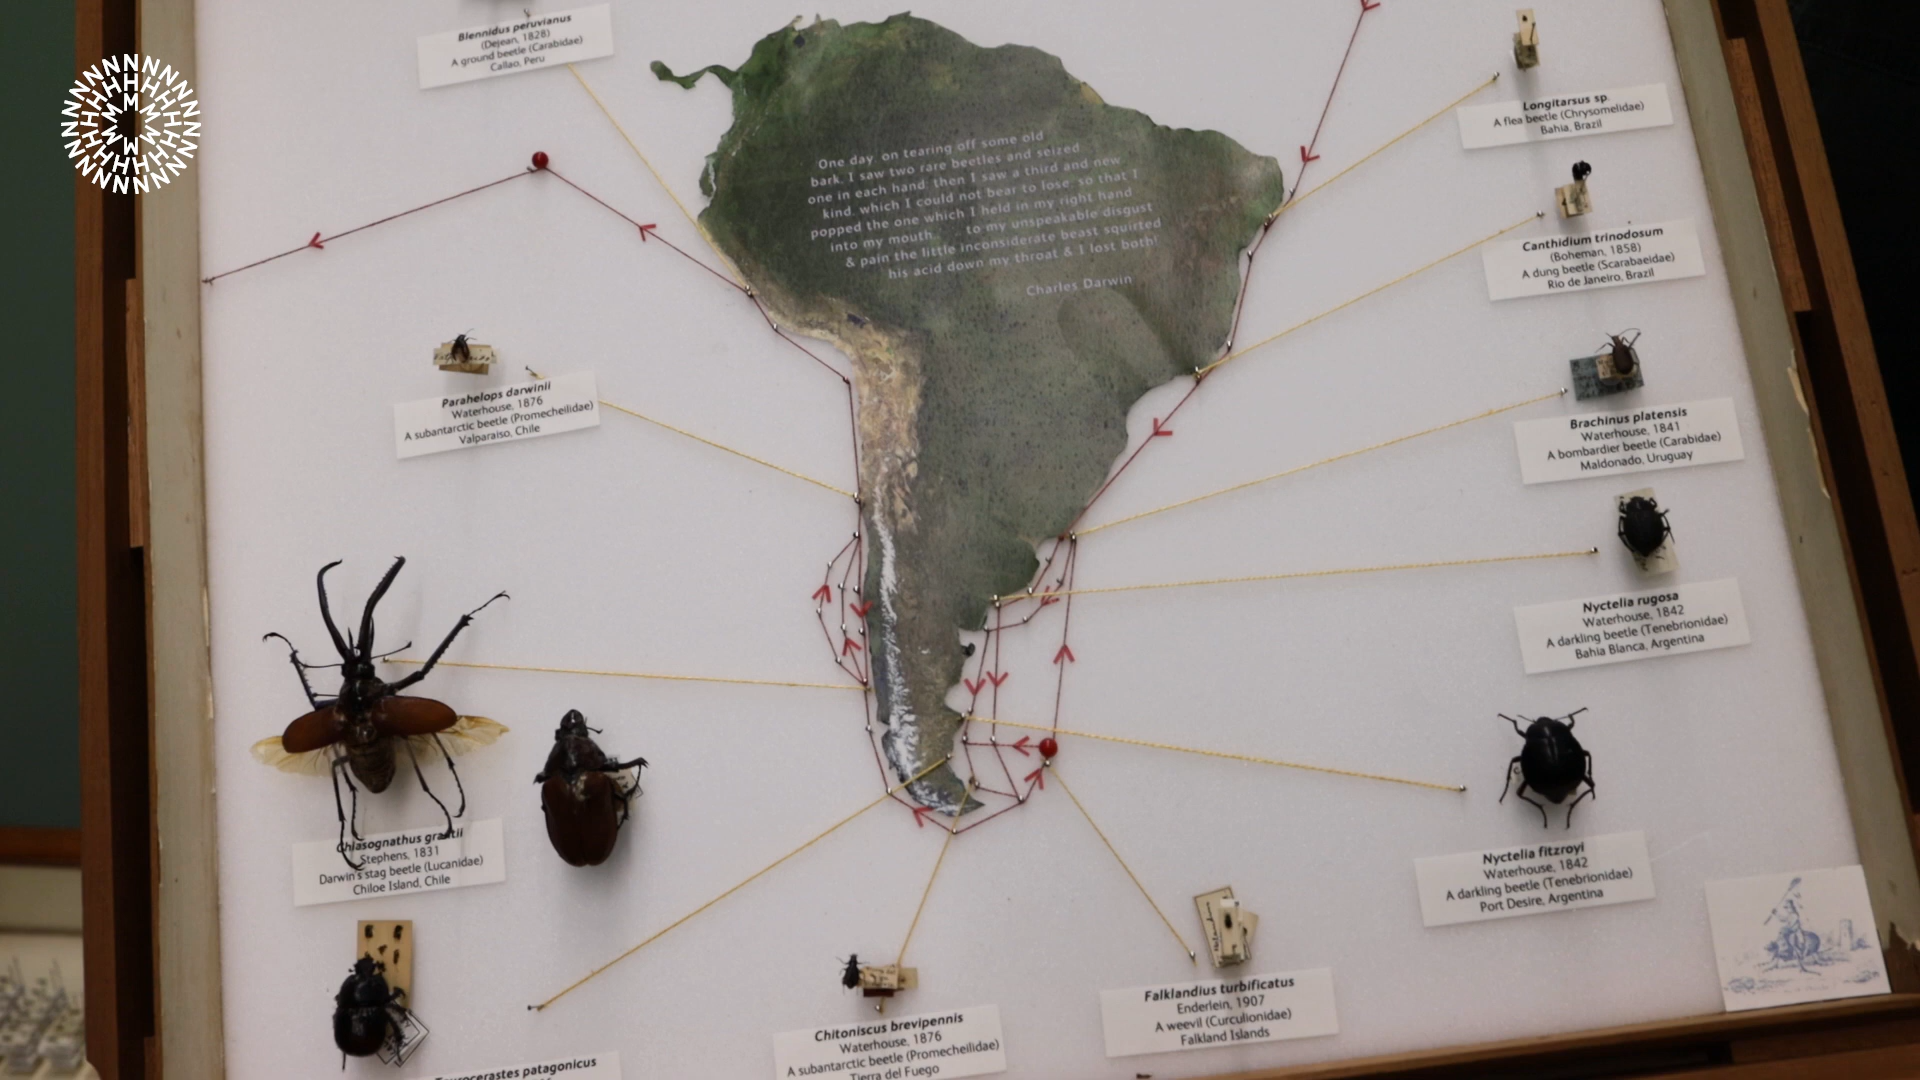 Blennidus peruvianus
(Dejean, 1828)
A ground beetle (Carabidae)
Callao, Peru
One day on tearing off some old
bark, I saw two rare beetles and seized
one in each hand, then I saw a third and new
kind, which I could not bear to lose, so that I
popped the one which I held in my right hand
into my mouth to my unspeakable disgust
& pain the little inconsiderate beast squirted
his acid down my throat & I lost both!
Charles Darwin
Longitarsus sp
A flea beetle (Chrysomelidae)
Bahia, Brazil
Canthidium trinodosum
(Boheman, 1858)
A dung beetle (Scarabaeidae)
Rio de Janeiro, Brazil
Parahelops darwinii
Waterhouse, 1876
A subantarctic beetle (Promecheilidae)
Valparaiso, Chile
Brachinus platensis
Waterhouse, 1841
A bombardier beetle (Carabidae)
Maldonado, Uruguay
Nyctelia rugosa
Waterhouse, 1842
A darkling beetle (Tenebrionidae)
Bahia Blanca, Argentina
Chiasognathus grantii
Stephens, 1831
Darwin's stag beetle (Lucanidae)
Chiloe Island, Chile
Nyctelia fitzroyi
Waterhouse, 1842
A darkling beetle (Tenebrionidae)
Port Desire, Argentina
Falklandius turbificatus
Enderlein, 1907
A weevil (Curculionidae)
Falkland Islands
Chitoniscus brevipennis
Waterhouse, 1876
A subantarctic beetle (Promecheilidae)
Tierra del Fuego
patagonicus